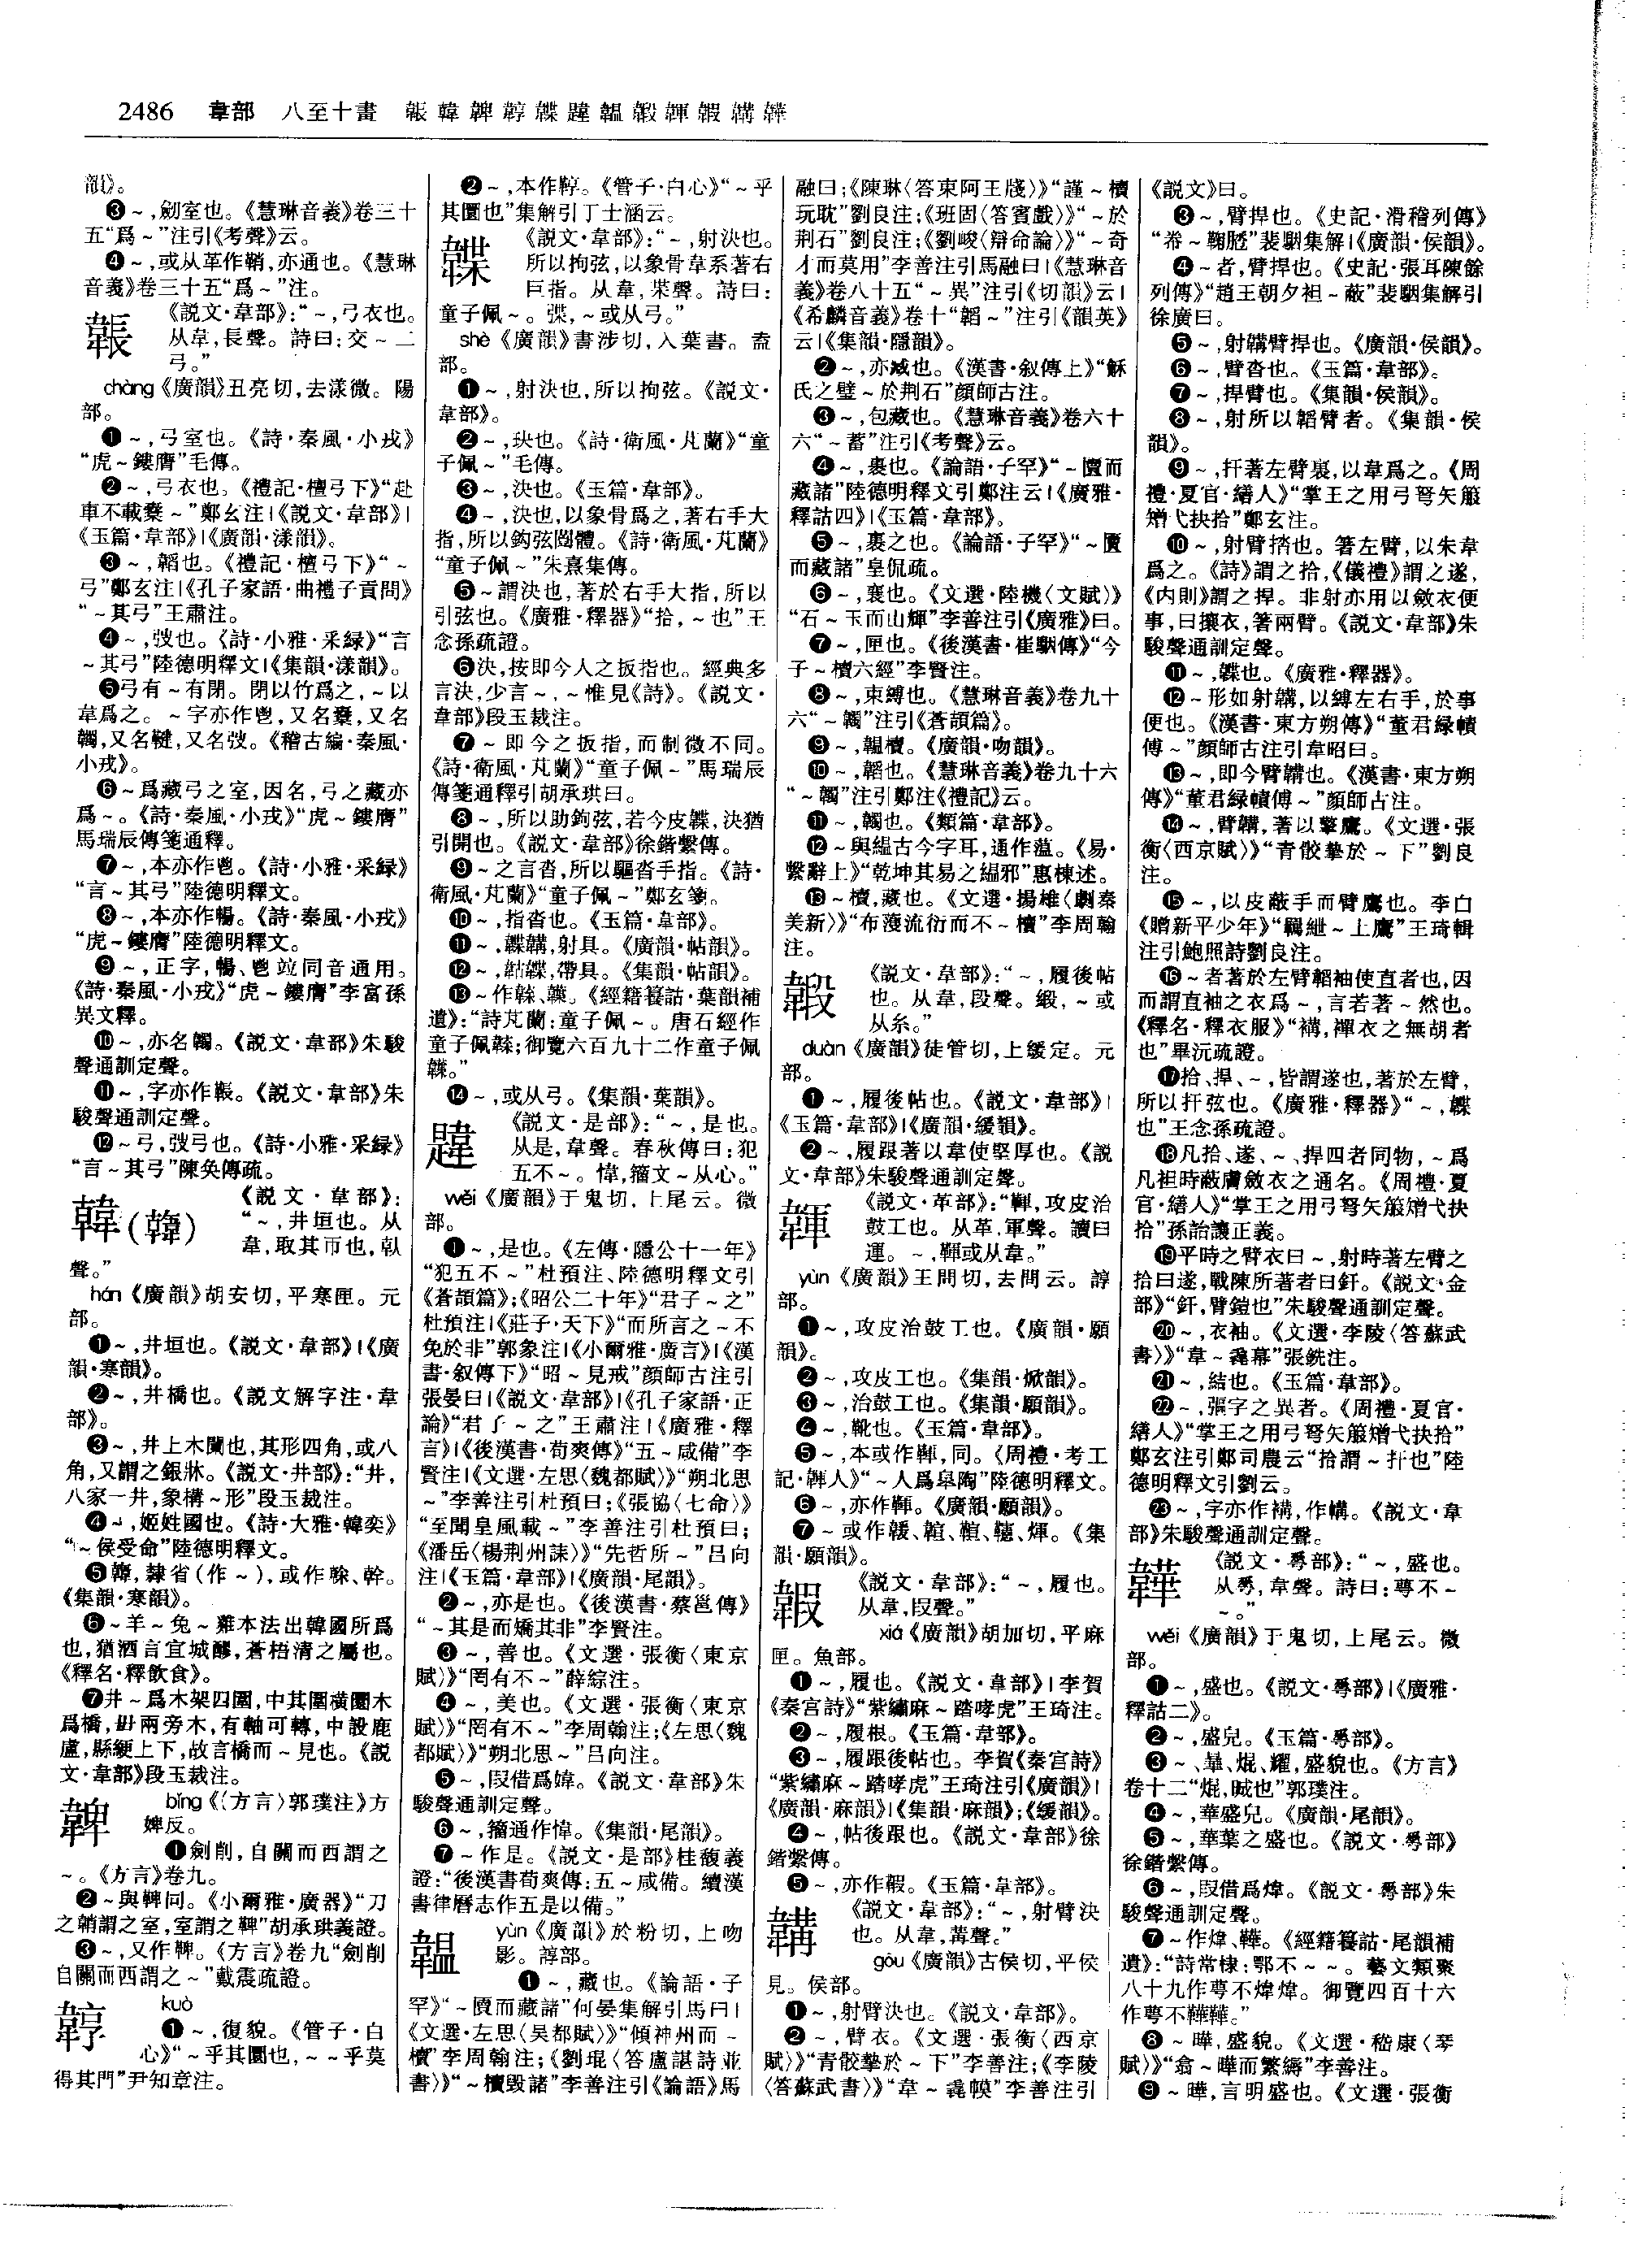 2486 韋部 八至十畫 韔韓鞞䪝韘韙韞韠韗䪗韝韡
韻》。
❸～,劍室也。《慧琳音義》卷三十
五“爲～”注引《考聲》云。
❹～,或从革作鞘,亦通也。《慧琳
音義》卷三十五“爲～”注。
韔
《説文·韋部》:“～,弓衣也。
从韋,長聲。詩曰:交～二
弓。”
chàng《廣韻》丑亮切,去漾徹。陽
部。
❶～,弓室也。《詩·秦風·小戎》
“虎～鏤膺”毛傳。
❷～,弓衣也。《禮記·檀弓下》“赴
車不載櫜～”鄭玄注|《説文·韋部》|
《玉篇·韋部》|《廣韻·漾韻》。
❸～,韜也。《禮記·檀弓下》“～
弓”鄭玄注|《孔子家語·曲禮子貢問》
“～其弓”王肅注。
❹～,弢也。《詩·小雅·采緑》“言
～其弓”陸德明釋文|《集韻·漾韻》。
❺弓有～有閉。閉以竹爲之,～以
韋爲之。～字亦作鬯,又名櫜,又名
韣,又名鞬,又名弢。《稽古編·秦風·
小戎》。
❻～爲藏弓之室,因名,弓之藏亦
爲～。《詩·秦風·小戎》“虎～鏤膺”
馬瑞辰傳箋通釋。
❼～,本亦作鬯。《詩·小雅·采緑》
“言～其弓”陸德明釋文。
❽～,本亦作暢。《詩·秦風·小戎》
“虎～鏤膺”陸德明釋文。
❾～,正字,暢、鬯竝同音通用。
《詩·秦風·小戎》“虎～鏤膺”李富孫
異文釋。
❿～,亦名韣。《説文·韋部》朱駿
聲通訓定聲。
⓫～,字亦作韔。《説文·韋部》朱
駿聲通訓定聲。
⓬～弓,弢弓也。《詩·小雅·采緑》
“言～其弓”陳奂傳疏。
韓(韓)
《説文·韋部》:
“～,井垣也。从
韋,取其帀也,倝
聲。”
hán《廣韻》胡安切,平寒匣。元
部。
❶～,井垣也。《説文·韋部》|《廣
韻·寒韻》。
❷～,井橋也。《説文解字注·韋
部》。
❸～,井上木闌也,其形四角,或八
角,又謂之銀牀。《説文·井部》:“井,
八家一井,象構～形”段玉裁注。
❹～,姬姓國也。《詩·大雅·韓奕》
“～侯受命”陸德明釋文。
❺韓,隸省(作～),或作榦、幹。
《集韻·寒韻》。
❻～羊～兔～雞本法出韓國所爲
也,猶酒言宜城醪,蒼梧清之屬也。
《釋名·釋飲食》。
❼井～爲木架四圍,中其圍横圜木
爲橋,毌兩旁木,有軸可轉,中設鹿
盧,縣綆上下,故言橋而～見也。《説
文·韋部》段玉裁注。
bǐng《〈方言〉郭璞注》方
婢反。
❶劍削,自關而西謂之
～。《方言》卷九。
❷～與鞞同。《小爾雅·廣器》“刀
之鞘謂之室,室謂之鞞”胡承珙義證。
❸～,又作鞞。《方言》卷九“劍削
自關而西謂之～”戴震疏證。
kuò
❶～,復貌。《管子·白
心》“～乎其圜也,～～乎莫
得其門”尹知章注。
❷～,本作𩋧。《管子·白心》“～乎
其圜也”集解引丁士涵云。
韘
《説文·韋部》:“～,射決也。
所以拘弦,以象骨韋系著右
巨指。从韋,枼聲。詩曰:
童子佩～。弽,～或从弓。”
shè《廣韻》書涉切,入葉書。盍
部。
❶～,射決也,所以拘弦。《説文·
韋部》。
❷～,玦也。《詩·衛風·芄蘭》“童
子佩～”毛傳。
❸～,決也。《玉篇·韋部》。
❹～,決也,以象骨爲之,著右手大
指,所以鉤弦闓體。《詩·衛風·芄蘭》
“童子佩～”朱熹集傳。
❺～謂決也,著於右手大指,所以
引弦也。《廣雅·釋器》“拾,～也”王
念孫疏證。
❻決,按即今人之扳指也。經典多
言決,少言～,～惟見《詩》。《説文·
韋部》段玉裁注。
❼～即今之扳指,而制微不同。
《詩·衛風·芄蘭》“童子佩～”馬瑞辰
傳箋通釋引胡承珙曰。
❽～,所以助鉤弦,若今皮韘,決猶
引開也。《説文·韋部》徐鍇繫傳。
❾～之言沓,所以驅沓手指。《詩·
衛風·芄蘭》“童子佩～”鄭玄箋。
❿～,指沓也。《玉篇·韋部》。
⓫～,韘韝,射具。《廣韻·帖韻》。
⓬～,鞊韘,帶具。《集韻·帖韻》。
⓭～作韘、韘。《經籍籑詁·葉韻補
遺》:“詩芄蘭:童子佩～。唐石經作
童子佩韘;御覽六百九十二作童子佩
韘。”
⓮～,或从弓。《集韻·葉韻》。
韙
《説文·是部》:“～,是也。
从是,韋聲。春秋傳曰:犯
五不～。愇,籀文～从心。”
wěi《廣韻》于鬼切,上尾云。微
部。
❶～,是也。《左傳·隱公十一年》
“犯五不～”杜預注、陸德明釋文引
《蒼頡篇》;《昭公二十年》“君子～之”
杜預注|《莊子·天下》“而所言之～不
免於非”郭象注|《小爾雅·廣言》|《漢
書·叙傳下》“昭～見戒”顏師古注引
張晏曰|《説文·韋部》|《孔子家語·正
論》“君子～之”王肅注|《廣雅·釋
言》|《後漢書·荀爽傳》“五～咸備”李
賢注|《文選·左思〈魏都賦〉》“朔北思
～”李善注引杜預曰;《張協〈七命〉》
“至聞皇風載～”李善注引杜預曰;
《潘岳〈楊荆州誄〉》“先哲所～”吕向
注|《玉篇·韋部》|《廣韻·尾韻》。
❷～,亦是也。《後漢書·蔡邕傳》
“～其是而矯其非”李賢注。
❸～,善也。《文選·張衡〈東京
賦〉》“罔有不～”薛綜注。
❹～,美也。《文選·張衡〈東京
賦〉》“罔有不～”李周翰注;《左思〈魏
都賦〉》“朔北思～”吕向注。
❺～,叚借爲媁。《説文·韋部》朱
駿聲通訓定聲。
❻～,籀通作愇。《集韻·尾韻》。
❼～作是。《説文·是部》桂馥義
證:“後漢書荀爽傳:五～咸備。續漢
書律曆志作五是以備。”
韞
yùn《廣韻》於粉切,上吻
影。諄部。
❶～,藏也。《論語·子
罕》“～匵而藏諸”何晏集解引馬曰|
《文選·左思〈吴都賦〉》“傾神州而～
櫝”李周翰注;《劉琨〈答盧諶詩並
書〉》“～櫝毁諸”李善注引《論語》馬
融曰;《陳琳〈答東阿王牋〉》“謹～櫝
玩耽”劉良注;《班固〈答賓戲〉》“～於
荆石”劉良注;《劉峻〈辯命論〉》“～奇
才而莫用”李善注引馬融曰|《慧琳音
義》卷八十五“～異”注引《切韻》云|
《希麟音義》卷十“韜～”注引《韻英》
云|《集韻·隱韻》。
❷～,亦臧也。《漢書·叙傳上》“龢
氏之璧～於荆石”顏師古注。
❸～,包藏也。《慧琳音義》卷六十
六“～蓄”注引《考聲》云。
❹～,裹也。《論語·子罕》“～匵而
藏諸”陸德明釋文引鄭注云|《廣雅·
釋詁四》|《玉篇·韋部》。
❺～,裹之也。《論語·子罕》“～匵
而藏諸”皇侃疏。
❻～,裹也。《文選·陸機〈文賦〉》
“石～玉而山輝”李善注引《廣雅》曰。
❼～,匣也。《後漢書·崔駰傳》“今
子～櫝六經”李賢注。
❽～,束縛也。《慧琳音義》卷九十
六“～韣”注引《蒼頡篇》。
❾～,韞櫝。《廣韻·吻韻》。
❿～,韜也。《慧琳音義》卷九十六
“～韣”注引鄭注《禮記》云。
⓫～,韣也。《類篇·韋部》。
⓬～與緼古今字耳,通作藴。《易·
繫辭上》“乾坤其易之緼邪”惠棟述。
⓭～櫝,藏也。《文選·揚雄〈劇秦
美新〉》“布濩流衍而不～櫝”李周翰
注。
《説文·韋部》:“～,履後帖
也。从韋,段聲。緞,～或
从糸。”
duàn《廣韻》徒管切,上緩定。元
部。
❶～,履後帖也。《説文·韋部》|
《玉篇·韋部》|《廣韻·緩韻》。
❷～,履跟著以韋使堅厚也。《説
文·韋部》朱駿聲通訓定聲。
韗
《説文·革部》:“鞸,攻皮治
鼓工也。从革,軍聲。讀曰
運。～,鞸或从韋。”
yùn《廣韻》王問切,去問云。諄
部。
❶～,攻皮治鼓工也。《廣韻·願
韻》。
❷～,攻皮工也。《集韻·焮韻》。
❸～,治鼓工也。《集韻·願韻》。
❹～,靴也。《玉篇·韋部》。
❺～,本或作鞸,同。《周禮·考工
記·韗人》“～人爲皋陶”陸德明釋文。
❻～,亦作鞸。《廣韻·願韻》。
❼～或作韗、韗、楦、韗、煇。《集
韻·願韻》。
《説文·韋部》:“～,履也。
从韋,叚聲。”
xiá《廣韻》胡加切,平麻
匣。魚部。
❶～,履也。《説文·韋部》|李賀
《秦宫詩》“紫繡麻～踏哮虎”王琦注。
❷～,履根。《玉篇·韋部》。
❸～,履跟後帖也。李賀《秦宫詩》
“紫繡麻～踏哮虎”王琦注引《廣韻》|
《廣韻·麻韻》|《集韻·麻韻》;《緩韻》。
❹～,帖後跟也。《説文·韋部》徐
鍇繫傳。
❺～,亦作鞎。《玉篇·韋部》。
韝
《説文·韋部》:“～,射臂決
也。从韋,冓聲。”
gōu《廣韻》古侯切,平侯
見。侯部。
❶～,射臂決也。《説文·韋部》。
❷～,臂衣。《文選·張衡〈西京
賦〉》“青骹摯於～下”李善注;《李陵
〈答蘇武書〉》“韋～毳幙”李善注引
《説文》曰。
❸～,臂捍也。《史記·滑稽列傳》
“帣～鞠𦜕”裴駰集解|《廣韻·侯韻》。
❹～者,臂捍也。《史記·張耳陳餘
列傳》“趙王朝夕袒～蔽”裴駰集解引
徐廣曰。
❺～,射韝臂捍也。《廣韻·侯韻》。
❻～,臂沓也。《玉篇·韋部》。
❼～,捍臂也。《集韻·侯韻》。
❽～,射所以韜臂者。《集韻·侯
韻》。
❾～,扞著左臂裏,以韋爲之。《周
禮·夏官·繕人》“掌王之用弓弩矢箙
矰弋抉拾”鄭玄注。
❿～,射臂揩也。箸左臂,以朱韋
爲之。《詩》謂之拾,《儀禮》謂之遂,
《内則》謂之捍。非射亦用以斂衣便
事,曰攘衣,著兩臂。《説文·韋部》朱
駿聲通訓定聲。
⓫～,韘也。《廣雅·釋器》。
⓬～形如射韝,以縛左右手,於事
便也。《漢書·東方朔傳》“董君緑幘
傅～”顏師古注引韋昭曰。
⓭～,即今臂韝也。《漢書·東方朔
傳》“董君緑幘傅～”顏師古注。
⓮～,臂韝,著以擎鷹。《文選·張
衡〈西京賦〉》“青骹摯於～下”劉良
注。
⓯～,以皮蔽手而臂鷹也。李白
《贈新平少年》“羈紲～上鷹”王琦輯
注引鮑照詩劉良注。
⓰～者著於左臂韜袖使直者也,因
而謂直袖之衣爲～,言若著～然也。
《釋名·釋衣服》“褠,襌衣之無胡者
也”畢沅疏證。
⓱拾、捍、～,皆謂遂也,著於左臂,
所以扞弦也。《廣雅·釋器》“～,韘
也”王念孫疏證。
⓲凡拾、遂、～、捍四者同物,～爲
凡袒時蔽膚斂衣之通名。《周禮·夏
官·繕人》“掌王之用弓弩矢箙矰弋抉
拾”孫詒讓正義。
⓳平時之臂衣曰～,射時著左臂之
拾曰遂,戰陳所著者曰釬。《説文·金
部》“釬,臂鎧也”朱駿聲通訓定聲。
⓴～,衣袖。《文選·李陵〈答蘇武
書〉》“韋～毳幕”張銑注。
㉑～,結也。《玉篇·韋部》。
㉒～,彄字之異者。《周禮·夏官·
繕人》“掌王之用弓弩矢箙矰弋抉拾”
鄭玄注引鄭司農云“拾謂～扞也”陸
德明釋文引劉云。
㉓～,字亦作褠,作構。《説文·韋
部》朱駿聲通訓定聲。
韡
《説文·𠌶部》:“～,盛也。
从𠌶,韋聲。詩曰:萼不～
～。”
wěi《廣韻》于鬼切,上尾云。微
部。
❶～,盛也。《説文·𠌶部》|《廣雅·
釋詁二》。
❷～,盛皃。《玉篇·𠌶部》。
❸～、曅、焜、耀,盛貌也。《方言》
卷十二“焜,晠也”郭璞注。
❹～,華盛皃。《廣韻·尾韻》。
❺～,華葉之盛也。《説文·𠌶部》
徐鍇繫傳。
❻～,叚借爲煒。《説文·𠌶部》朱
駿聲通訓定聲。
❼～作煒、韡。《經籍籑詁·尾韻補
遺》:“詩常棣:鄂不～～。藝文類聚
八十九作萼不煒煒。御覽四百十六
作萼不韡韡。”
❽～曄,盛貌。《文選·嵇康〈琴
賦〉》“翕～曄而繁縟”李善注。
❾～曄,言明盛也。《文選·張衡